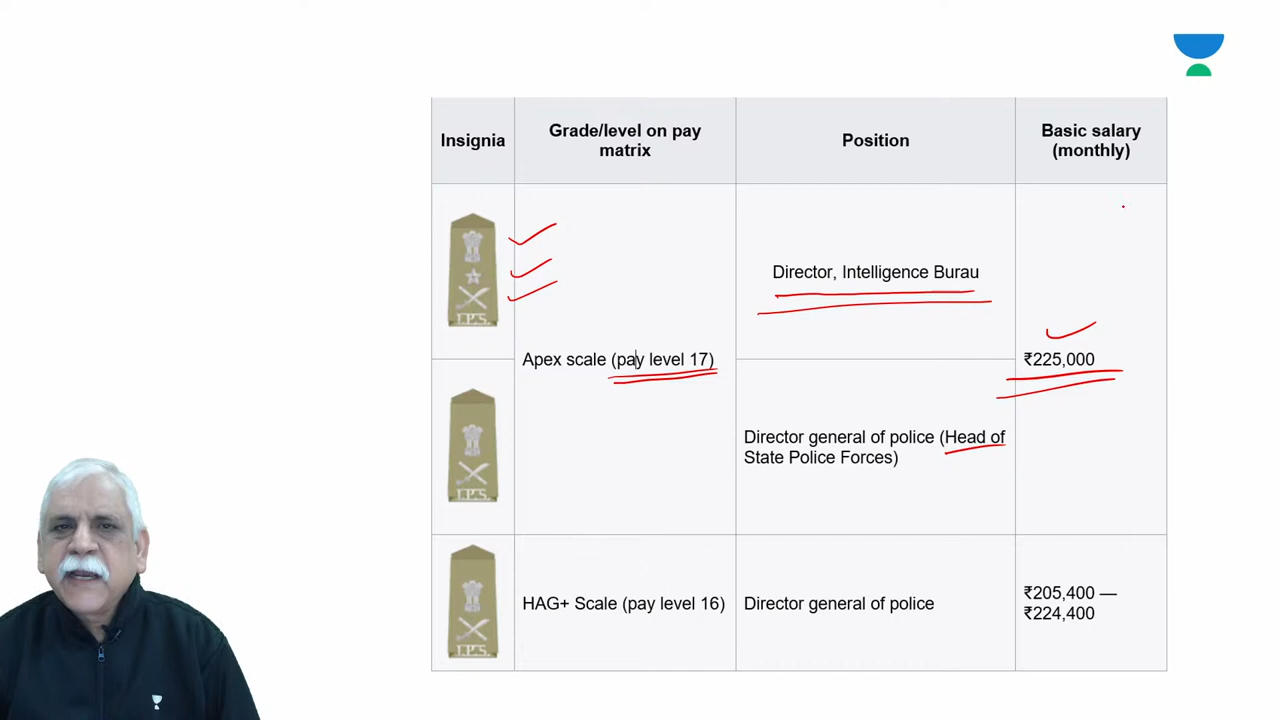 Insignia
Grade/level on pay
matrix
Position
Basic salary
(monthly)
I.P.S.
Director, Intelligence Burau
Apex scale (pay level 17)
₹225,000
I.P.S.
Director general of police (Head of
State Police Forces)
I.P.S.
HAG+ Scale (pay level 16)
Director general of police
₹205,400 —
₹224,400